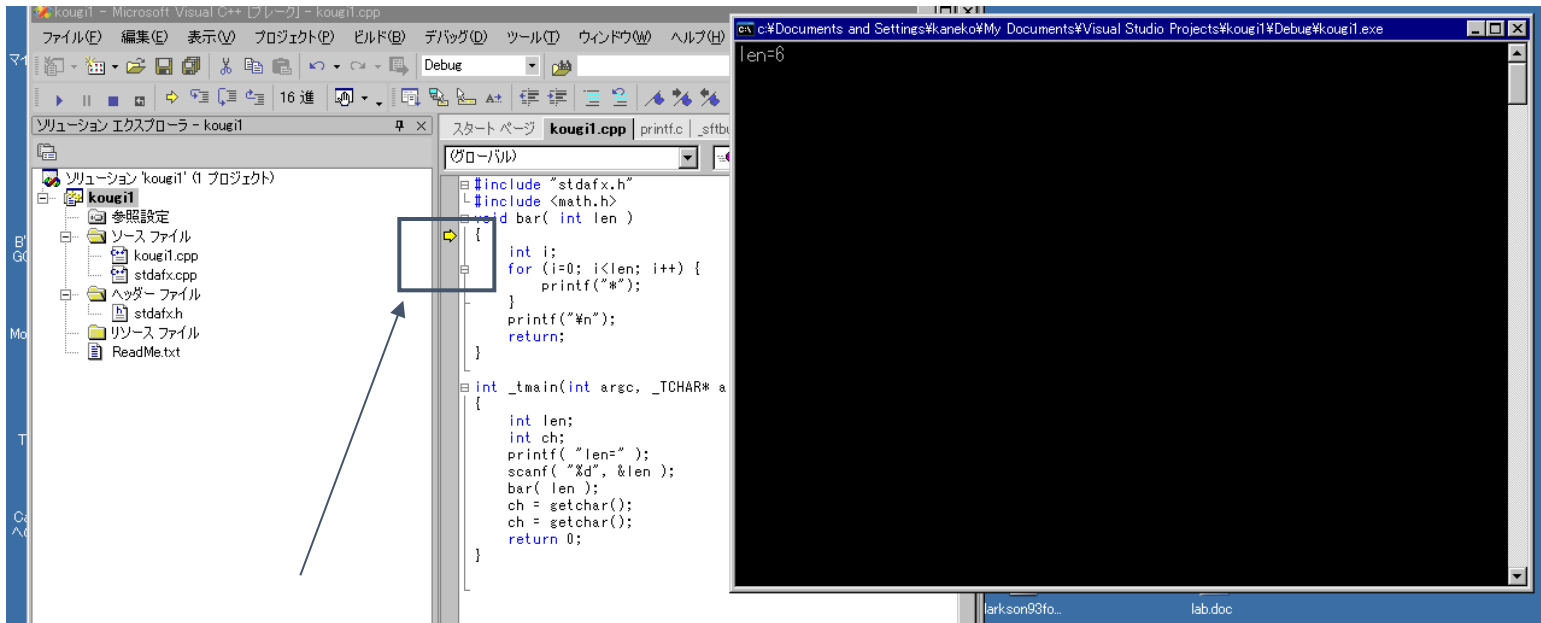 kougi1 - Microsoft Visual C++ [ブレーク] - kougi1.cpp
ファイル(F) 編集(E) 表示(V) プロジェクト(P) ビルド(B) デバッグ(D) ツール(T) ウィンドウ(W) ヘルプ(H)
Debug
16 進
ソリューション エクスプローラ - kougi1
ソリューション 'kougi1' (1 プロジェクト)
kougi1
参照設定
ソース ファイル
kougi1.cpp
stdafx.cpp
ヘッダー ファイル
stdafx.h
リソース ファイル
ReadMe.txt
スタート ページ kougi1.cpp printf.c _sftbu
(グローバル)
#include "stdafx.h"
#include <math.h>
void bar( int len )
{
int i;
for (i=0; i<len; i++) {
printf("*");
}
printf("¥n");
return;
}
int _tmain(int argc, _TCHAR* a
{
int len;
int ch;
printf( "len=" );
scanf( "%d", &len );
bar( len );
ch = getchar();
ch = getchar();
return 0;
}
c:¥Documents and Settings¥kaneko¥My Documents¥Visual Studio Projects¥kougi1¥Debug¥kougi1.exe
len=6
larkson93fo...
lab.doc